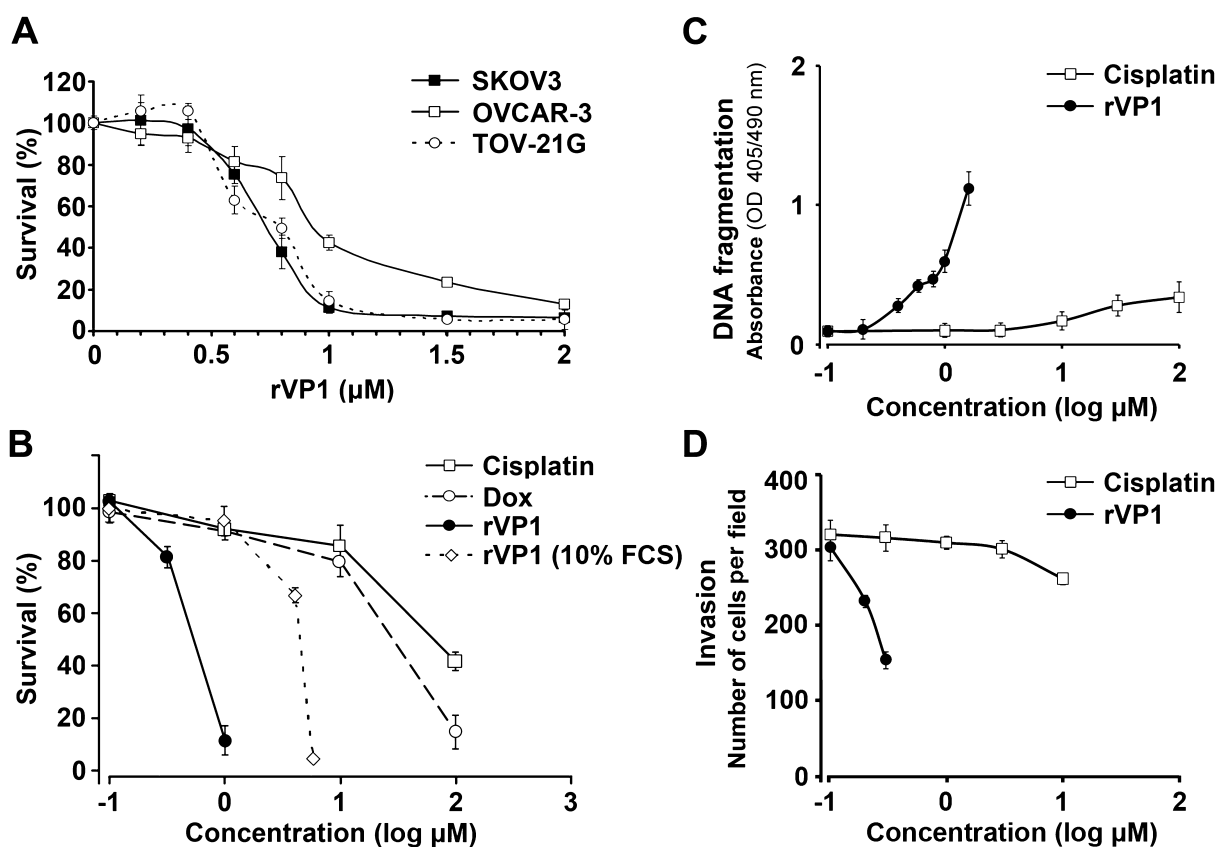 A
SKOV3
OVCAR-3
TOV-21G
120
100
80
60
40
20
0
Survival (%)
0 0.5 1 1.5 2
rVP1 (µM)
B
Cisplatin
Dox
rVP1
rVP1 (10% FCS)
100
80
60
40
20
0
Survival (%)
-1 0 1 2 3
Concentration (log µM)
C
Cisplatin
rVP1
2
1
0
DNA fragmentation
Absorbance (OD 405/490 nm)
-1 0 1 2
Concentration (log µM)
D
Cisplatin
rVP1
400
300
200
100
0
Invasion
Number of cells per field
-1 0 1 2
Concentration (log µM)